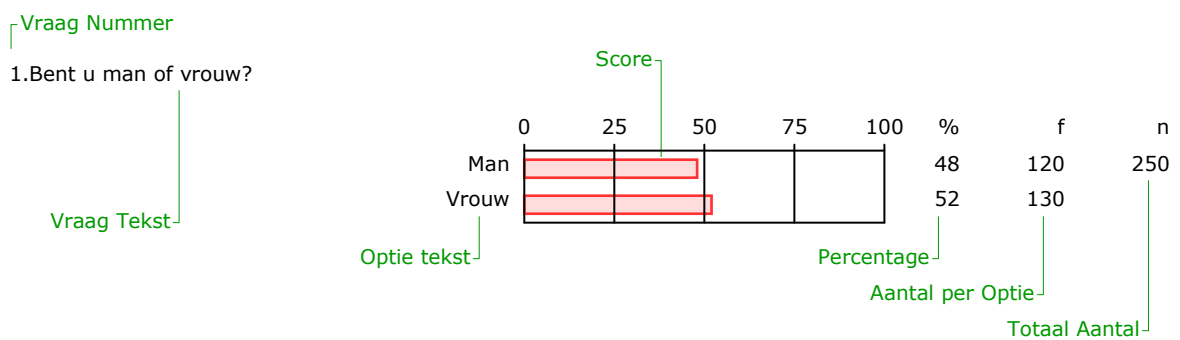 Vraag Nummer
Score
1.Bent u man of vrouw?
0 25 50 75 100 % f n
Man 48 120 250
Vrouw 52 130
Vraag Tekst
Optie tekst Percentage
Aantal per Optie
Totaal Aantal